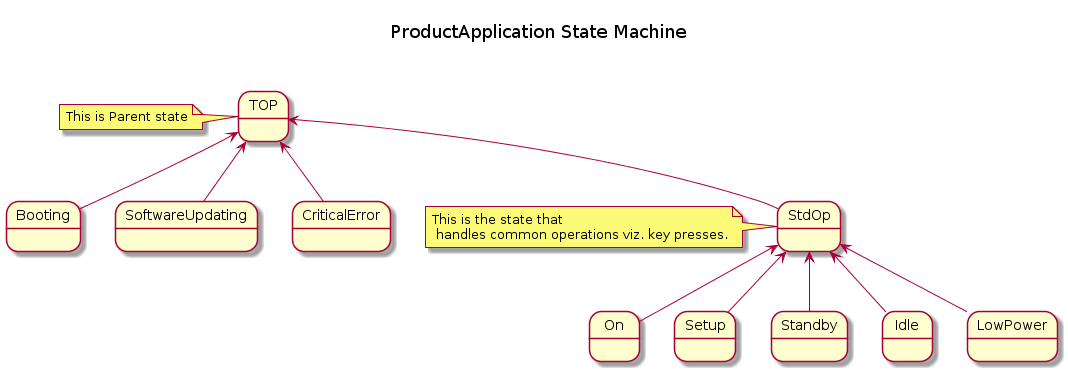 ProductApplication State Machine
TOP
This is Parent state
Booting
SoftwareUpdating
CriticalError
StdOp
This is the state that
handles common operations viz. key presses.
On
Setup
Standby
Idle
LowPower